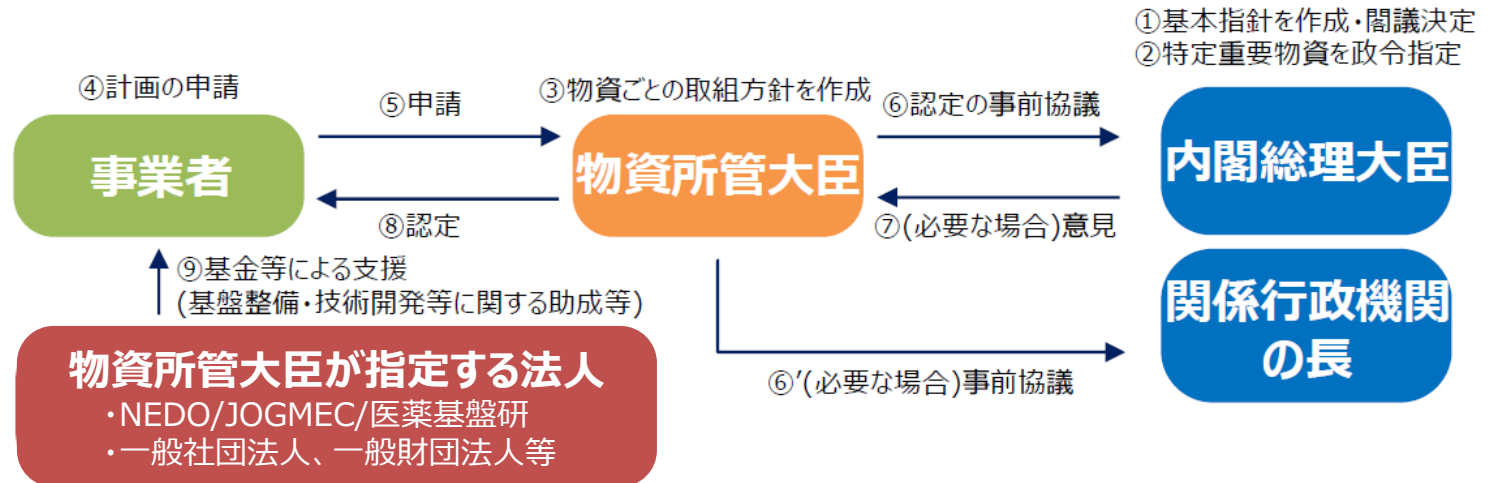 ①基本指針を作成・閣議決定
②特定重要物資を政令指定
④計画の申請
⑤申請
③物資ごとの取組方針を作成
⑥認定の事前協議
事業者
物資所管大臣
内閣総理大臣
⑧認定
⑦(必要な場合)意見
⑨基金等による支援
(基盤整備・技術開発等に関する助成等)
関係行政機関
の長
物資所管大臣が指定する法人
・NEDO/JOGMEC/医薬基盤研
・一般社団法人、一般財団法人等
⑥’(必要な場合)事前協議